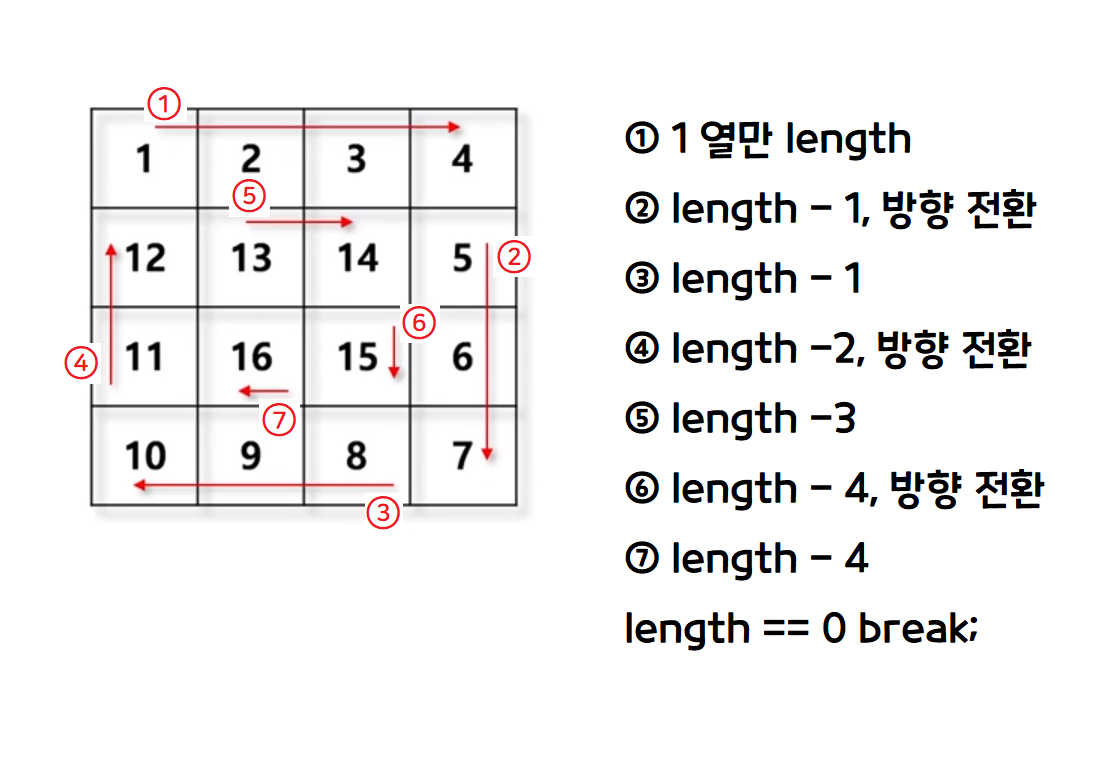 ①
1 2 3 4
⑤
12 13 14 5 ②
⑥
④ 11 16 15 6
⑦
10 9 8 7
③
① 1 열만 length
② length - 1, 방향 전환
③ length - 1
④ length -2, 방향 전환
⑤ length -3
⑥ length - 4, 방향 전환
⑦ length - 4
length == 0 break;